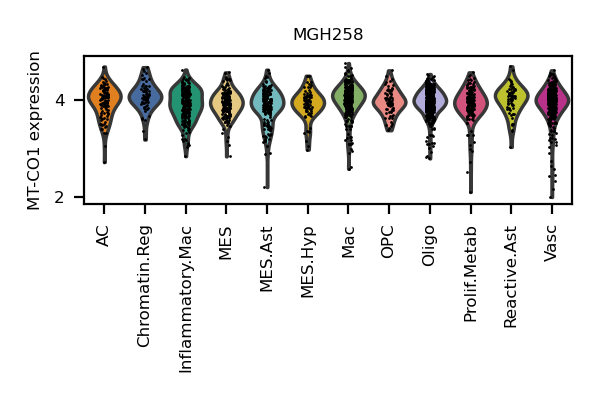 MGH258
MT-CO1 expression
4
2
AC
Chromatin.Reg
Inflammatory.Mac
MES
MES.Ast
MES.Hyp
Mac
OPC
Oligo
Prolif.Metab
Reactive.Ast
Vasc